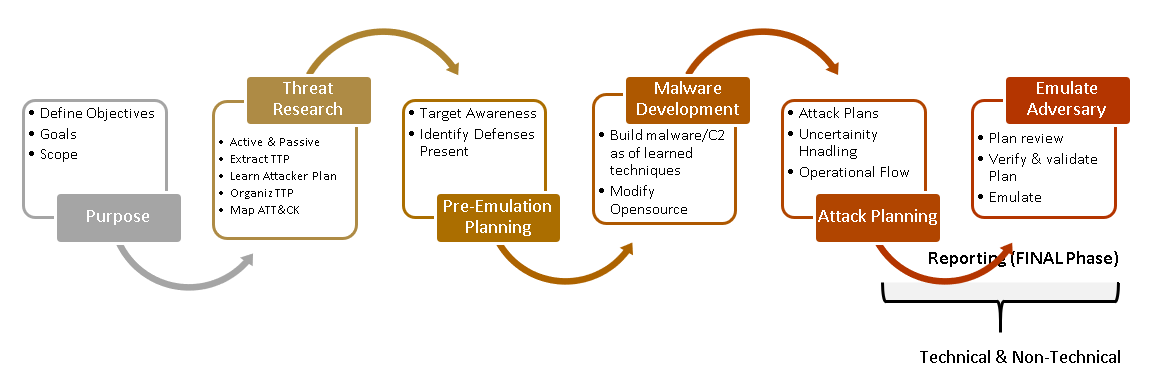 Define Objectives
Goals
Scope
Purpose
Threat
Research
Active & Passive
Extract TTP
Learn Attacker Plan
Organiz TTP
Map ATT&CK
Target Awareness
Identify Defenses
Present
Pre-Emulation
Planning
Malware
Development
Build malware/C2
as of learned
techniques
Modify
Opensource
Attack Plans
Uncertainity
Hnadling
Operational Flow
Attack Planning
Emulate
Adversary
Plan review
Verify & validate
Plan
Emulate
Reporting (FINAL Phase)
Technical & Non-Technical